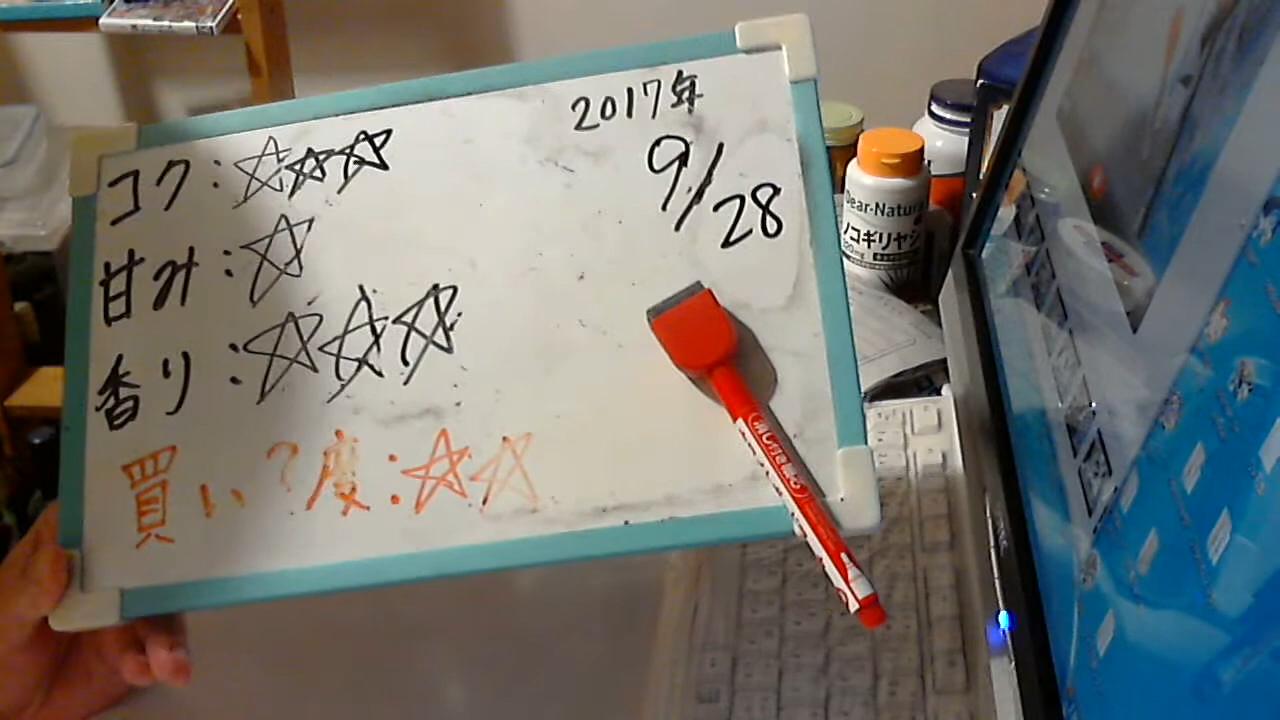 2017年
9/28
コク:☆☆☆
甘み:☆
香り:☆☆☆
買い?度:☆☆
Dear-Natura
ノコギリヤシ